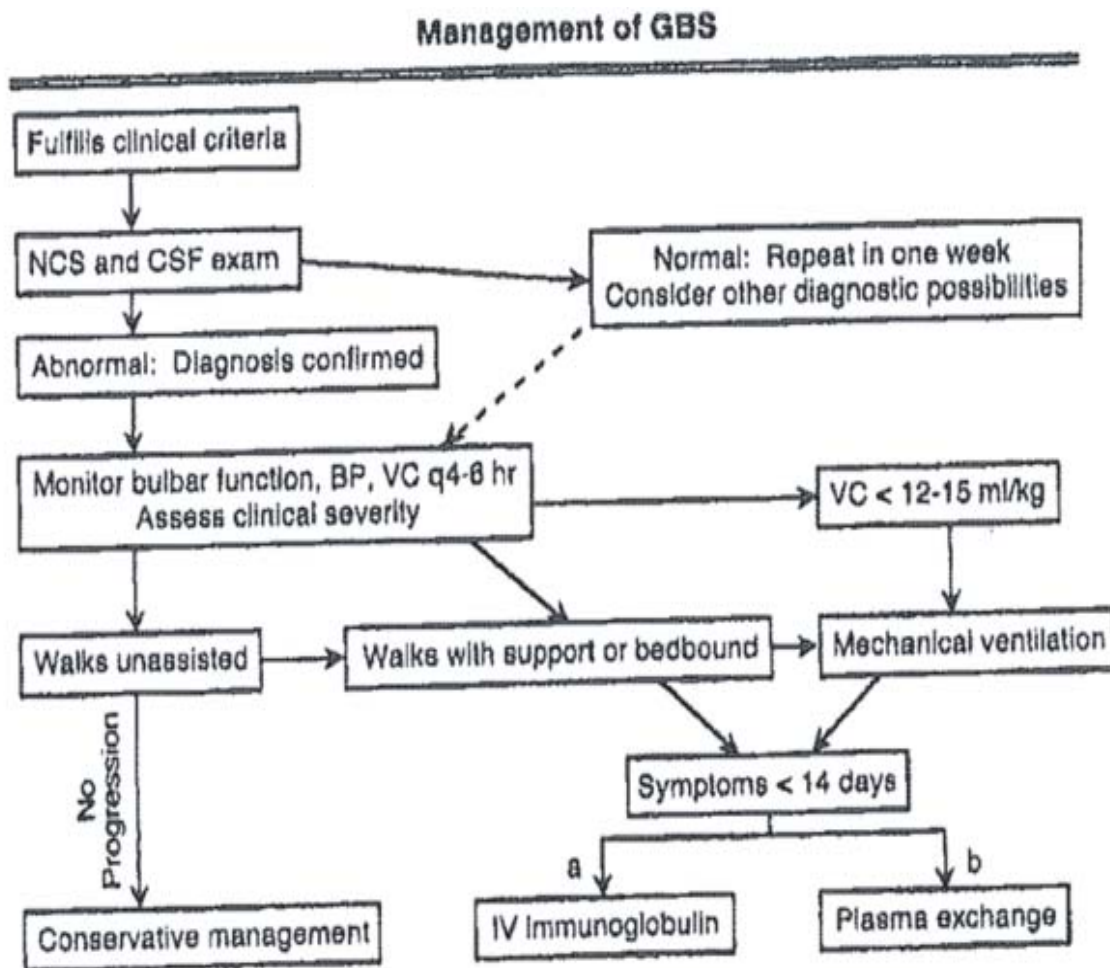 Management of GBS
Fulfills clinical criteria
NCS and CSF exam
Normal: Repeat in one week
Consider other diagnostic possibilities
Abnormal: Diagnosis confirmed
Monitor bulbar function, BP, VC q4-6 hr
Assess clinical severity
VC < 12-15 ml/kg
Walks unassisted
Walks with support or bedbound
Mechanical ventilation
No
Progression
Symptoms < 14 days
a
b
Conservative management
IV immunoglobulin
Plasma exchange